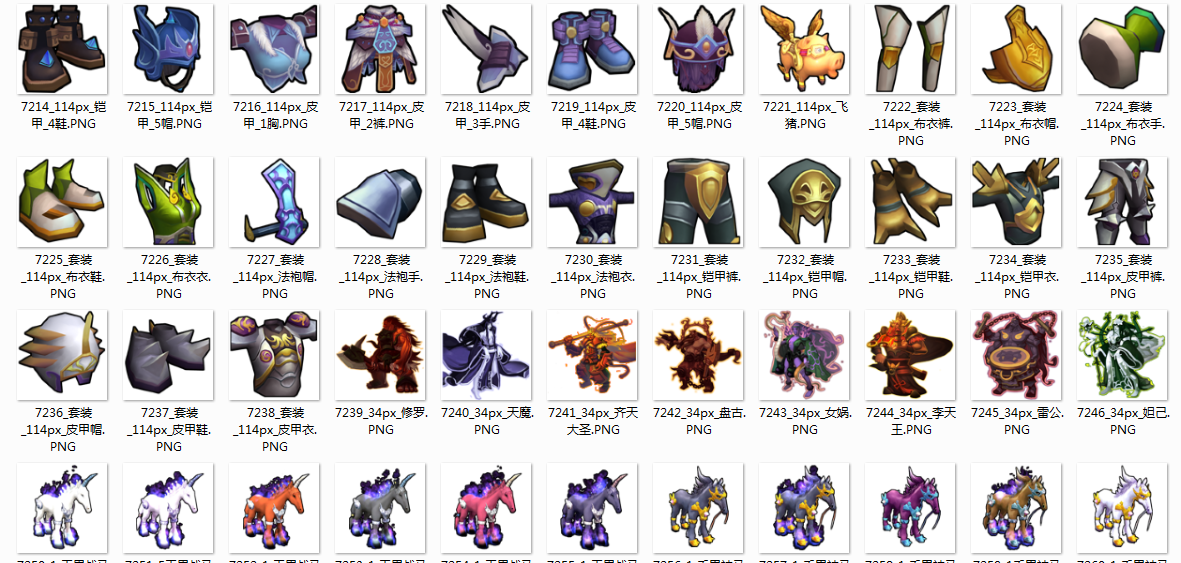 7214_114px_铠
甲_4鞋.PNG
7215_114px_铠
甲_5帽.PNG
7216_114px_皮
甲_1胸.PNG
7217_114px_皮
甲_2裤.PNG
7218_114px_皮
甲_3手.PNG
7219_114px_皮
甲_4鞋.PNG
7220_114px_皮
甲_5帽.PNG
7221_114px_飞
猪.PNG
7222_套装
_114px_布衣裤.
PNG
7223_套装
_114px_布衣帽.
PNG
7224_套装
_114px_布衣手.
PNG
7225_套装
_114px_布衣鞋.
PNG
7226_套装
_114px_布衣衣.
PNG
7227_套装
_114px_法袍帽.
PNG
7228_套装
_114px_法袍手.
PNG
7229_套装
_114px_法袍鞋.
PNG
7230_套装
_114px_法袍衣.
PNG
7231_套装
_114px_铠甲裤.
PNG
7232_套装
_114px_铠甲帽.
PNG
7233_套装
_114px_铠甲鞋.
PNG
7234_套装
_114px_铠甲衣.
PNG
7235_套装
_114px_皮甲裤.
PNG
7236_套装
_114px_皮甲帽.
PNG
7237_套装
_114px_皮甲鞋.
PNG
7238_套装
_114px_皮甲衣.
PNG
7239_34px_修罗.
PNG
7240_34px_天魔.
PNG
7241_34px_齐天
大圣.PNG
7242_34px_盘古.
PNG
7243_34px_女娲.
PNG
7244_34px_李天
王.PNG
7245_34px_雷公.
PNG
7246_34px_妲己.
PNG